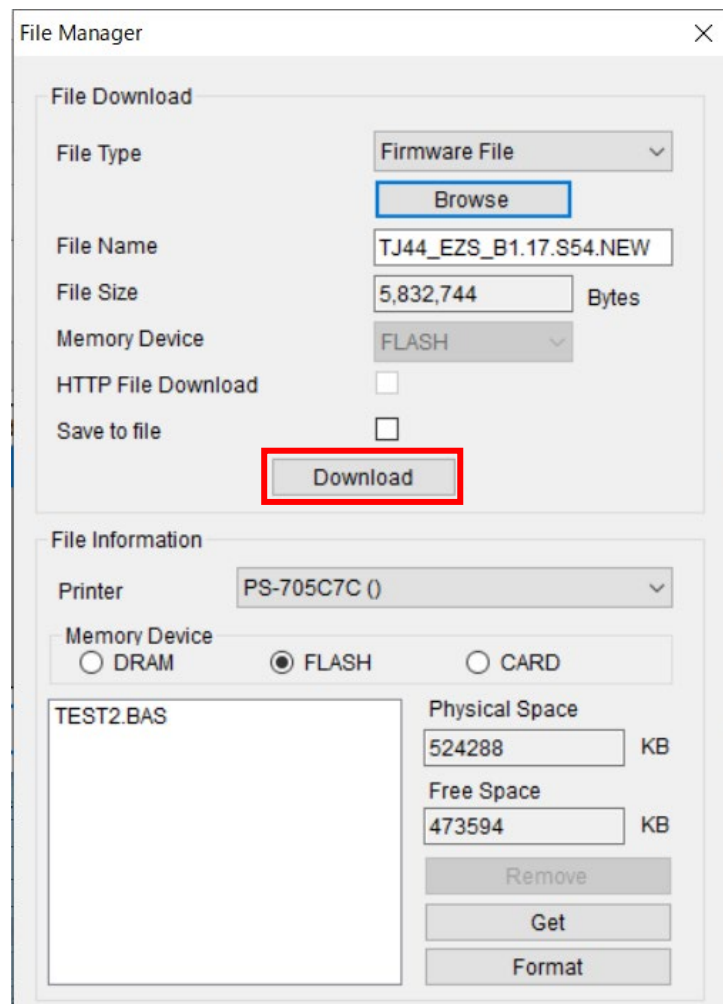 File Manager
File Download
File Type Firmware File
Browse
File Name TJ44_EZS_B1.17.S54.NEW
File Size 5,832,744 Bytes
Memory Device FLASH
HTTP File Download
Save to file
Download
File Information
Printer PS-705C7C ()
Memory Device
DRAM FLASH CARD
TEST2.BAS
Physical Space
524288 KB
Free Space
473594 KB
Remove
Get
Format